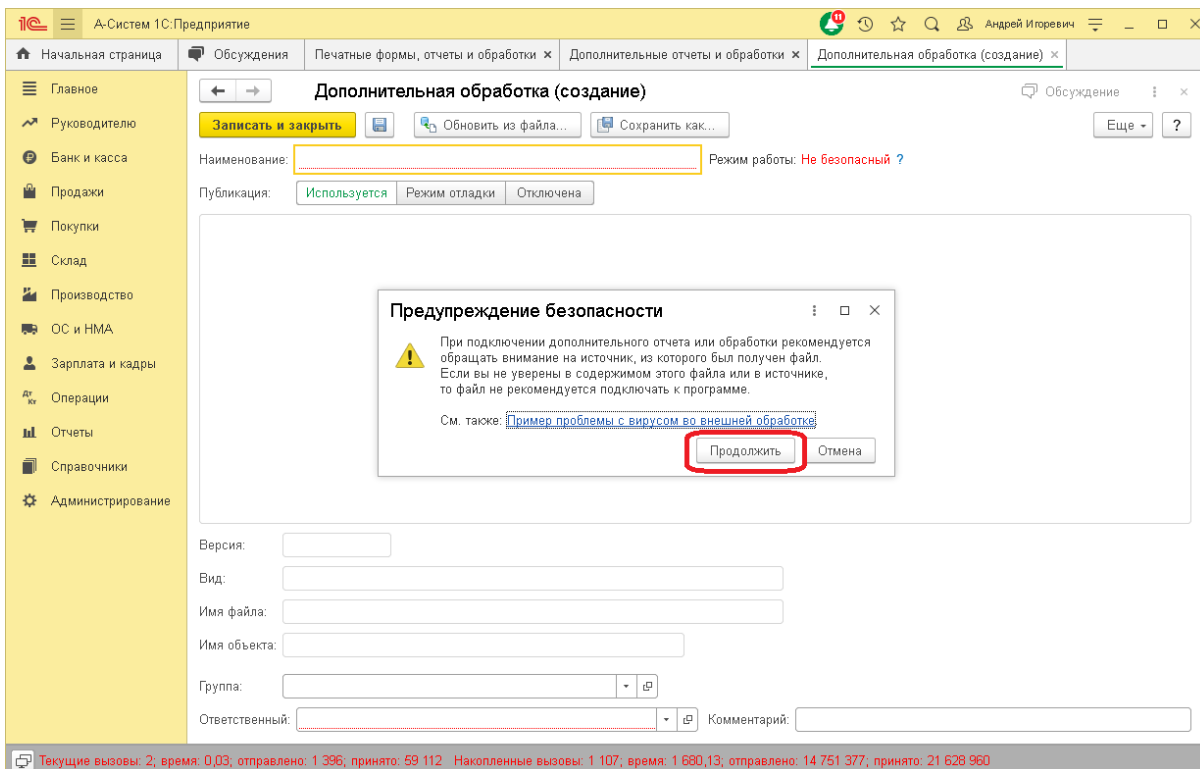 1С А-Систем 1С:Предприятие 11 Андрей Игоревич
Начальная страница Обсуждения Печатные формы, отчеты и обработки × Дополнительные отчеты и обработки × Дополнительная обработка (создание) ×
Главное
Руководителю
Банк и касса
Продажи
Покупки
Склад
Производство
ОС и НМА
Зарплата и кадры
Операции
Отчеты
Справочники
Администрирование
Дополнительная обработка (создание) Обсуждение
Записать и закрыть Обновить из файла... Сохранить как... Еще ?
Наименование: Режим работы: Не безопасный ?
Публикация: Используется Режим отладки Отключена
Предупреждение безопасности
При подключении дополнительного отчета или обработки рекомендуется
обращать внимание на источник, из которого был получен файл.
Если вы не уверены в содержимом этого файла или в источнике,
то файл не рекомендуется подключать к программе.
См. также: Пример проблемы с вирусом во внешней обработке.
Продолжить Отмена
Версия:
Вид:
Имя файла:
Имя объекта:
Группа:
Ответственный: Комментарий:
Текущие вызовы: 2; время: 0,03; отправлено: 1 396; принято: 59 112 Накопленные вызовы: 1 107; время: 1 680,13; отправлено: 14 751 377; принято: 21 628 960